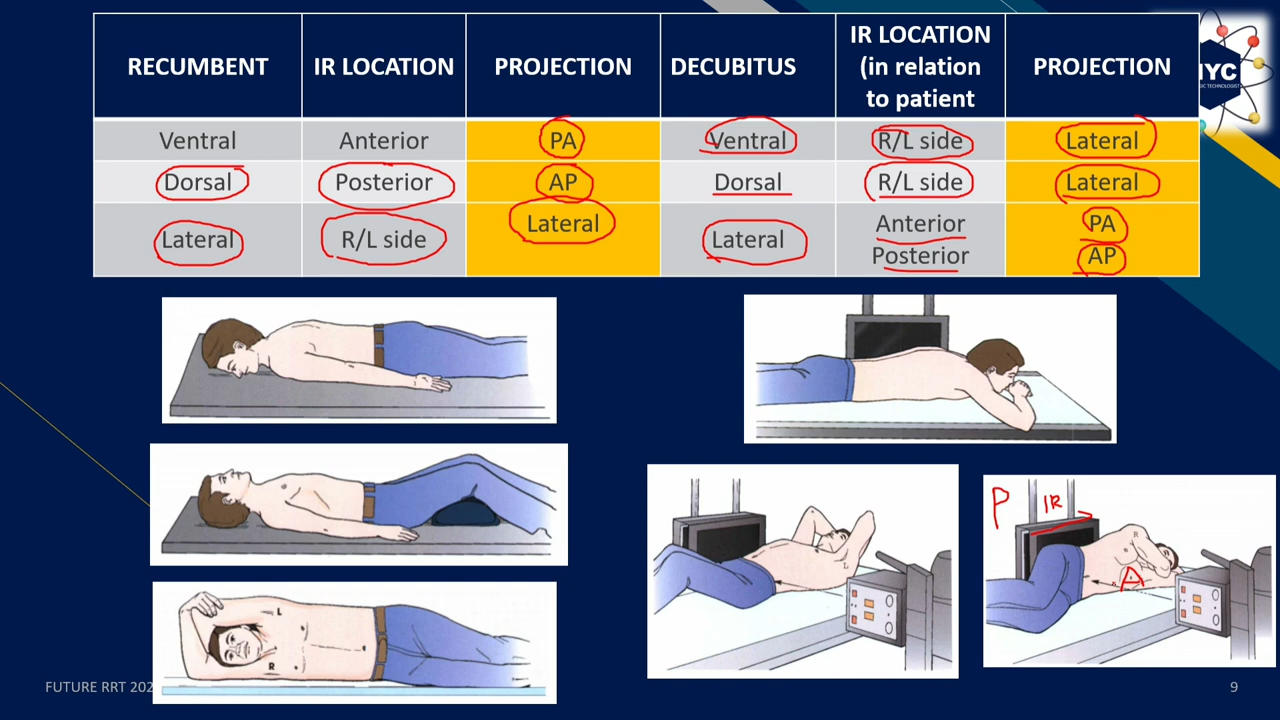 RECUMBENT
IR LOCATION
PROJECTION
DECUBITUS
IR LOCATION
(in relation
to patient
PROJECTION
Ventral
Anterior
PA
Ventral
R/L side
Lateral
Dorsal
Posterior
AP
Dorsal
R/L side
Lateral
Lateral
R/L side
Lateral
Lateral
Anterior
Posterior
PA
AP
L
R
L
P
IR
R
A
FUTURE RRT 202
9